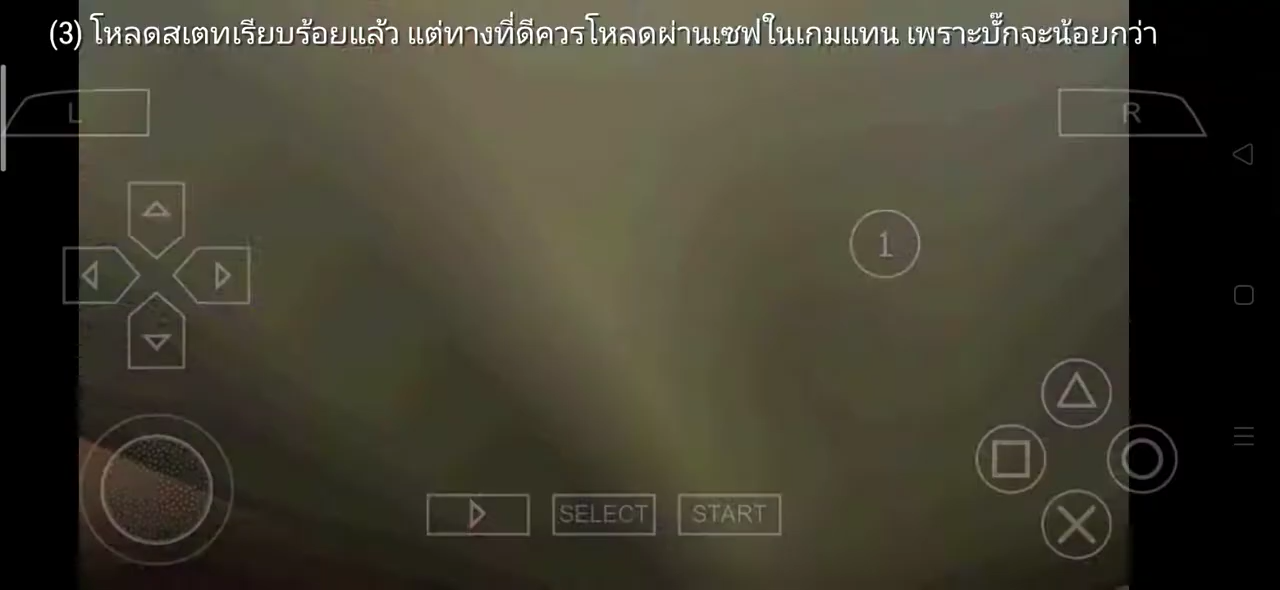 (3) โหลดสเตทเรียบร้อยแล้ว แต่ทางที่ดีควรโหลดผ่านเซฟในเกมแทน เพราะบั๊กจะน้อยกว่า
L
R
1
SELECT
START